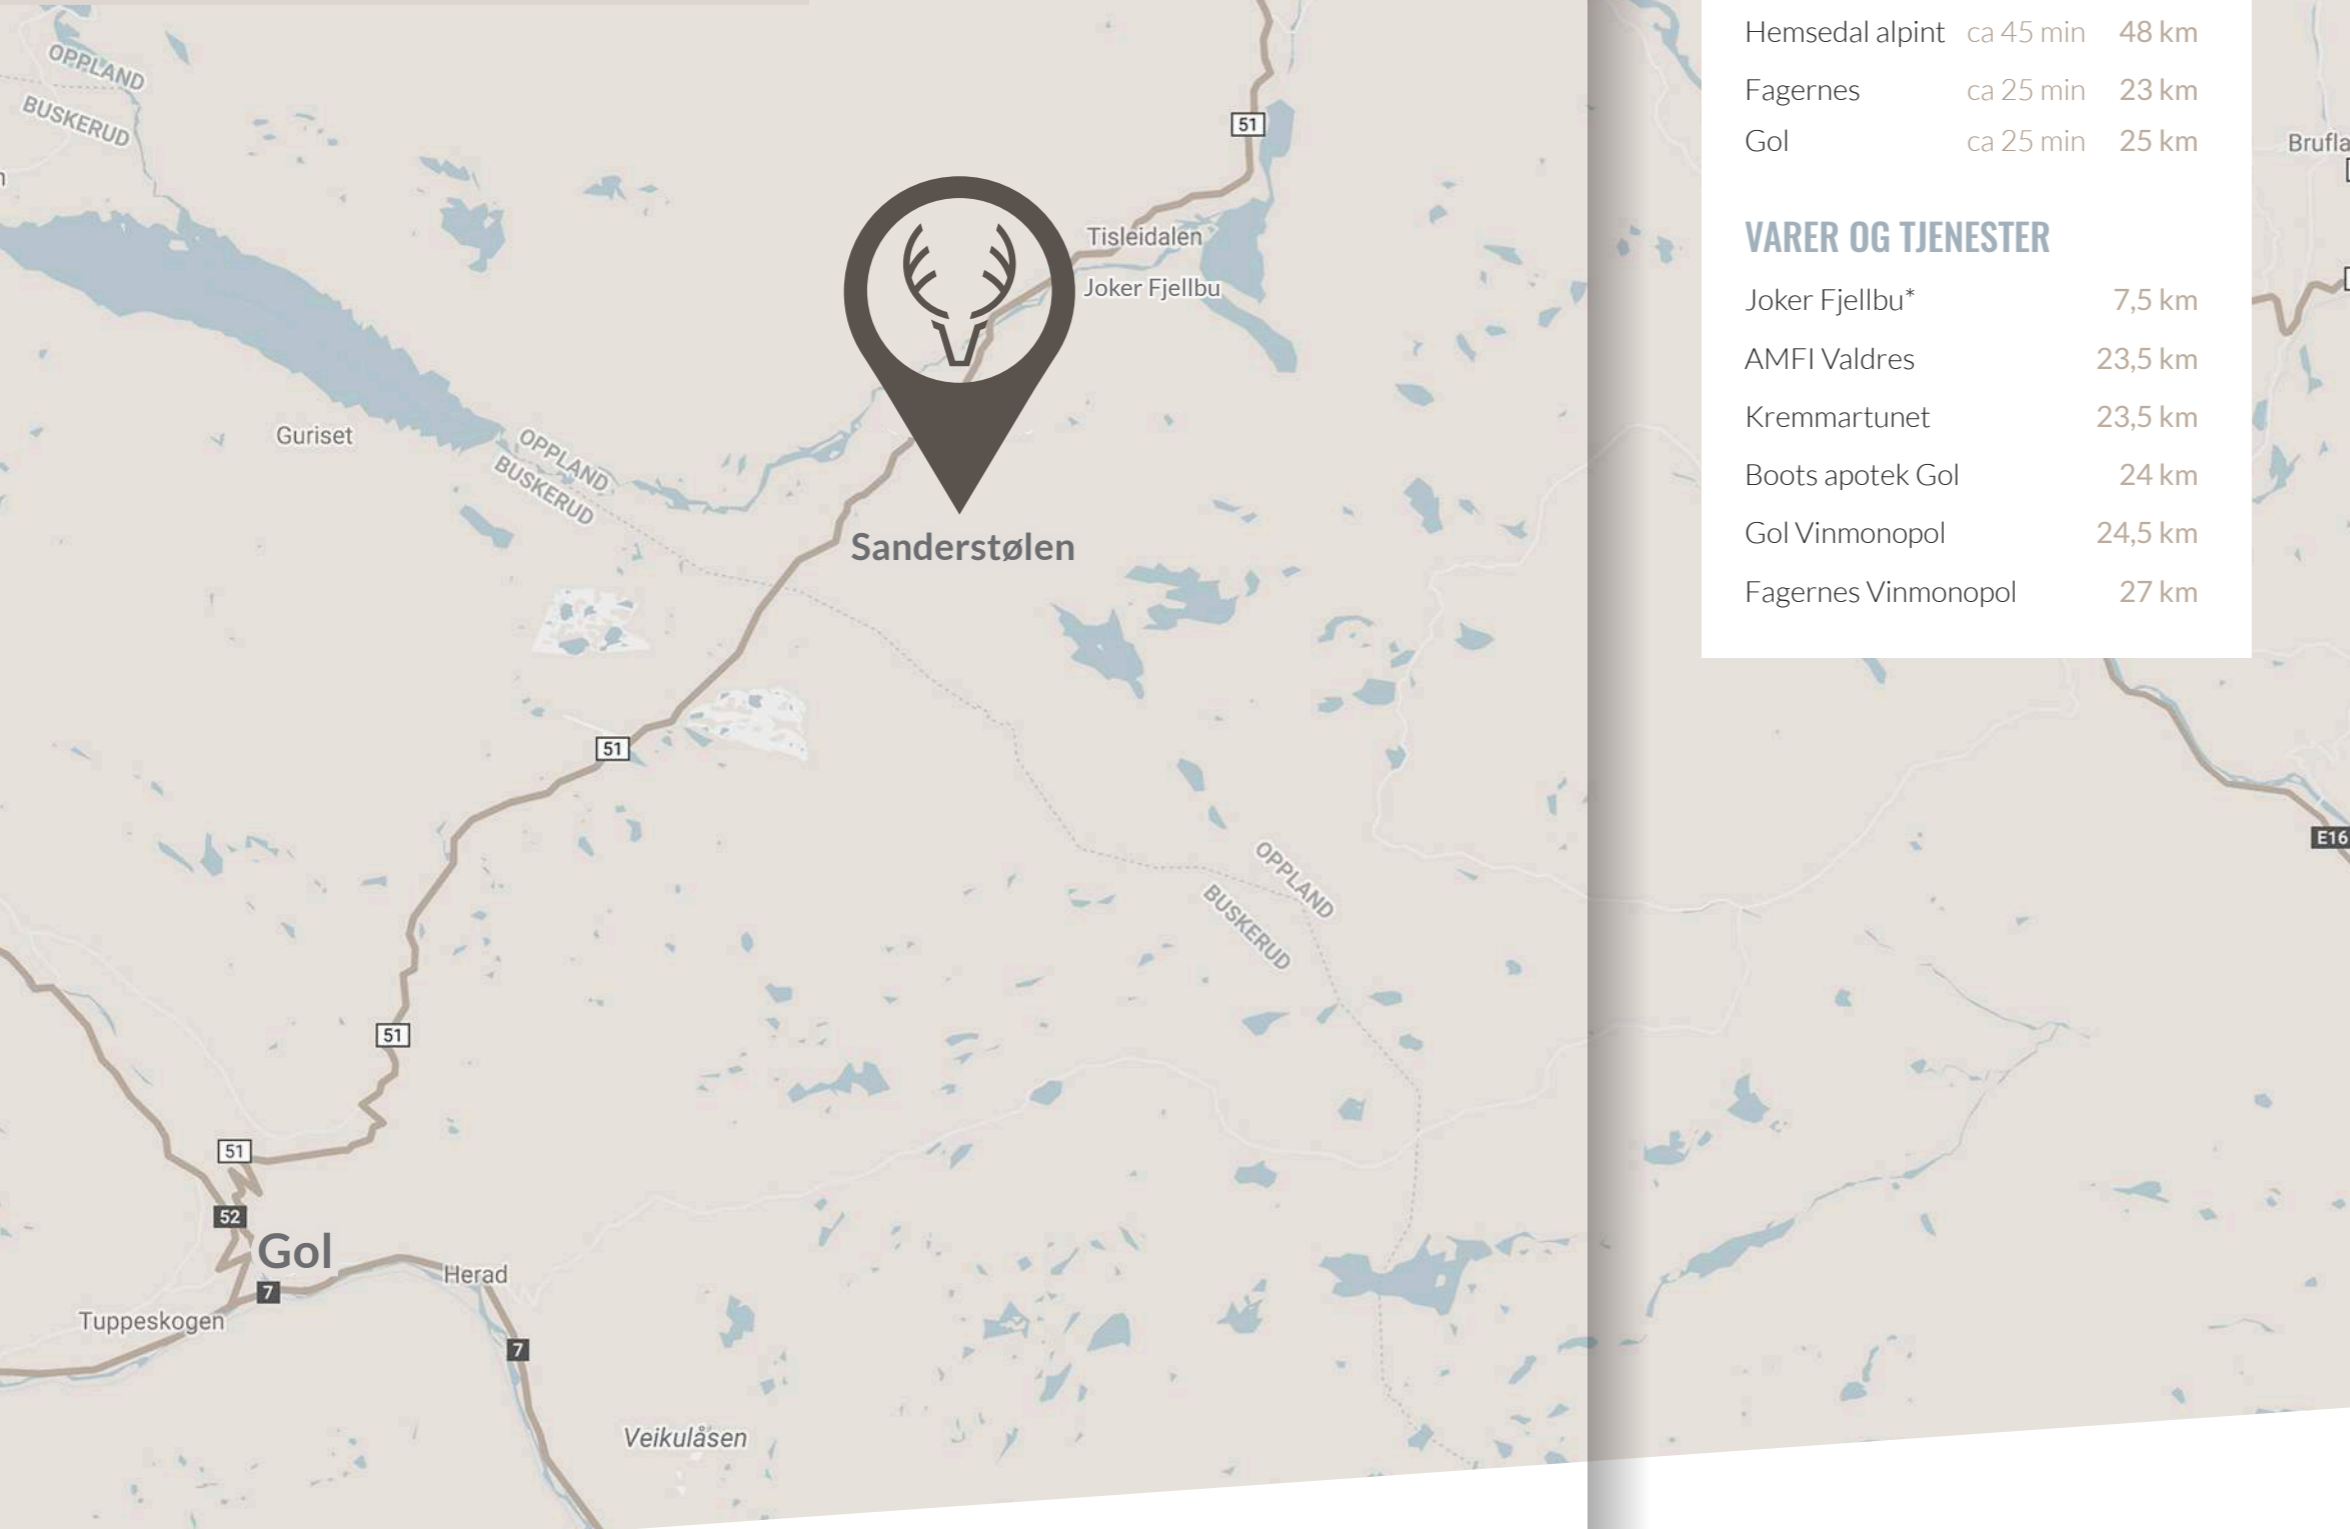 OPPLAND
BUSKERUD
51
Tisleidalen
Joker Fjellbu
Guriset
OPPLAND
BUSKERUD
Sanderstølen
51
OPPLAND
BUSKERUD
51
51
52
Gol
7
Herad
Tuppeskogen
7
Veikulåsen
Hemsedal alpint ca 45 min 48 km
Fagernes ca 25 min 23 km
Gol ca 25 min 25 km
VARER OG TJENESTER
Joker Fjellbu* 7,5 km
AMFI Valdres 23,5 km
Kremmartunet 23,5 km
Boots apotek Gol 24 km
Gol Vinmonopol 24,5 km
Fagernes Vinmonopol 27 km
Brufla
E16